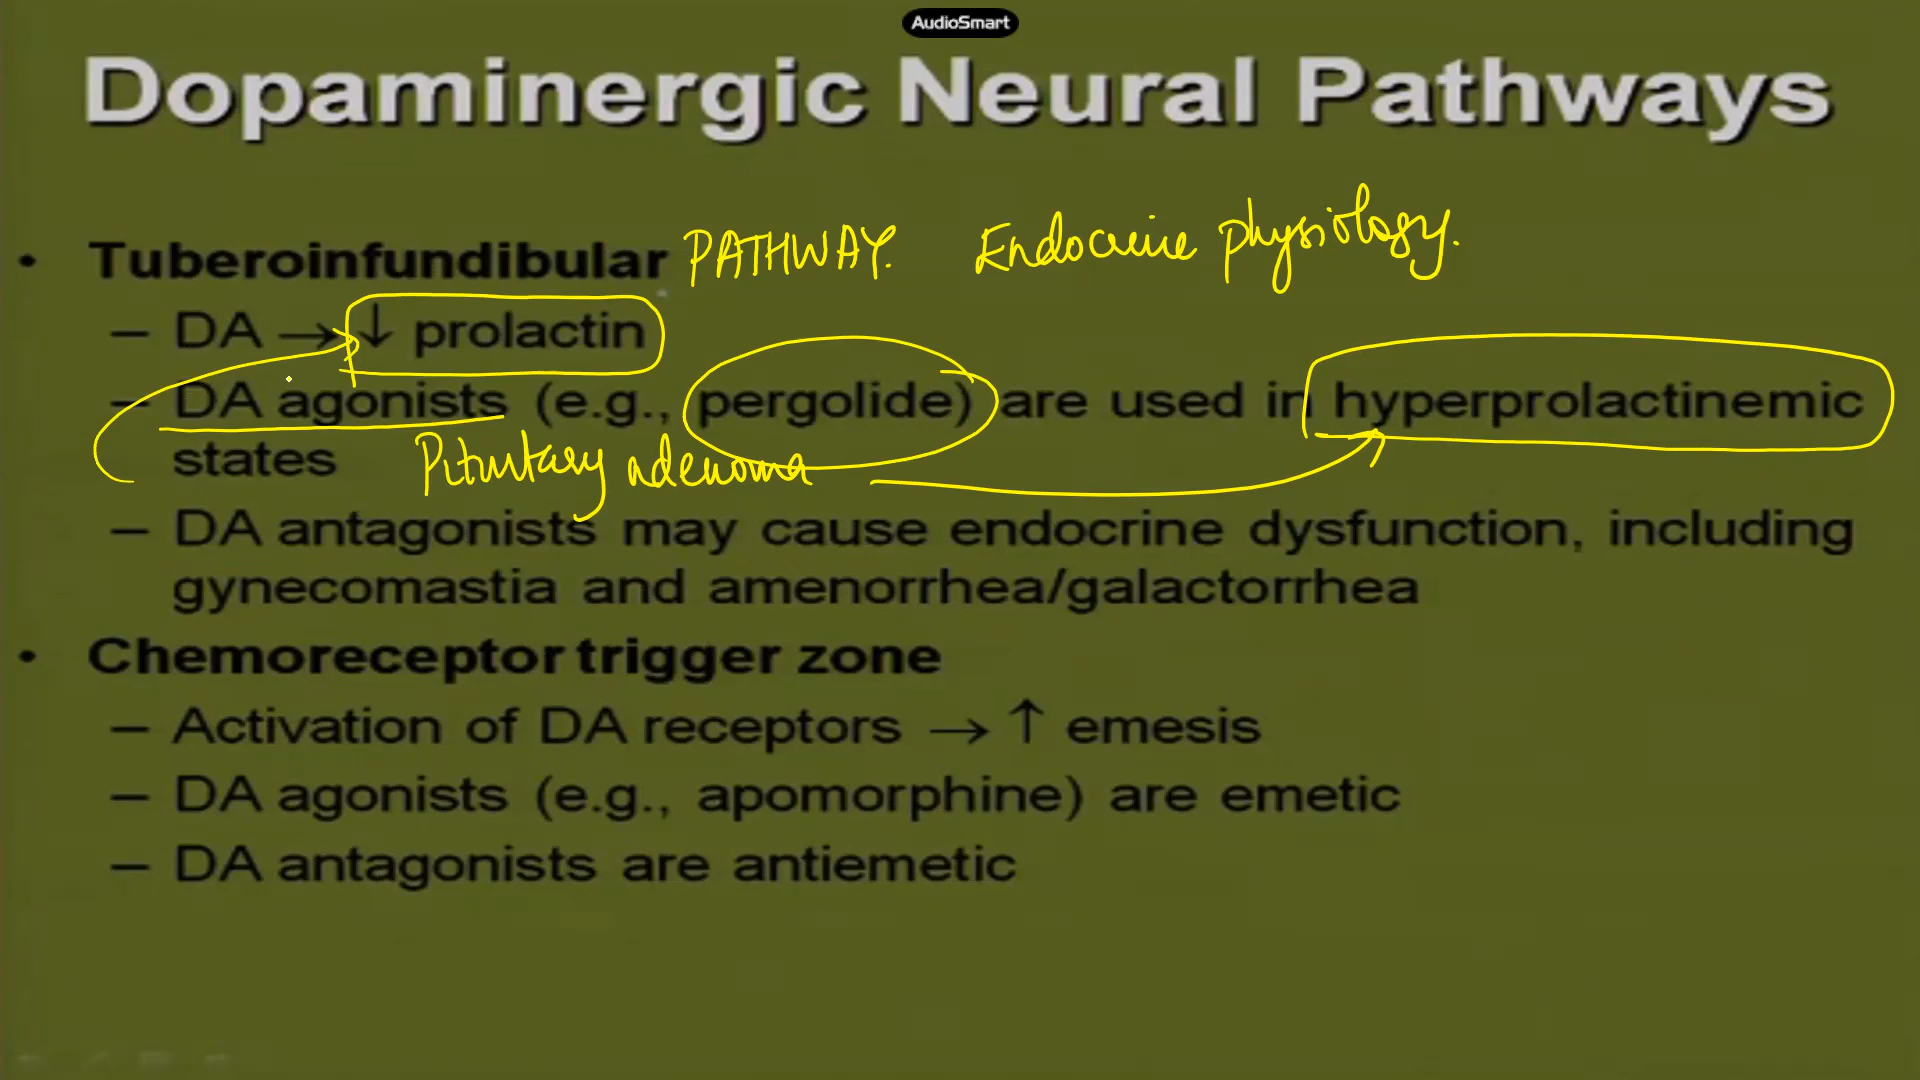 AudioSmart
Dopaminergic Neural Pathways
• Tuberoinfundibular PATHWAY. Endocrine physiology.
– DA → ↓ prolactin
– DA agonists (e.g., pergolide) are used in hyperprolactinemic
states Pituitary adenoma
– DA antagonists may cause endocrine dysfunction, including
gynecomastia and amenorrhea/galactorrhea
• Chemoreceptor trigger zone
– Activation of DA receptors → ↑ emesis
– DA agonists (e.g., apomorphine) are emetic
– DA antagonists are antiemetic